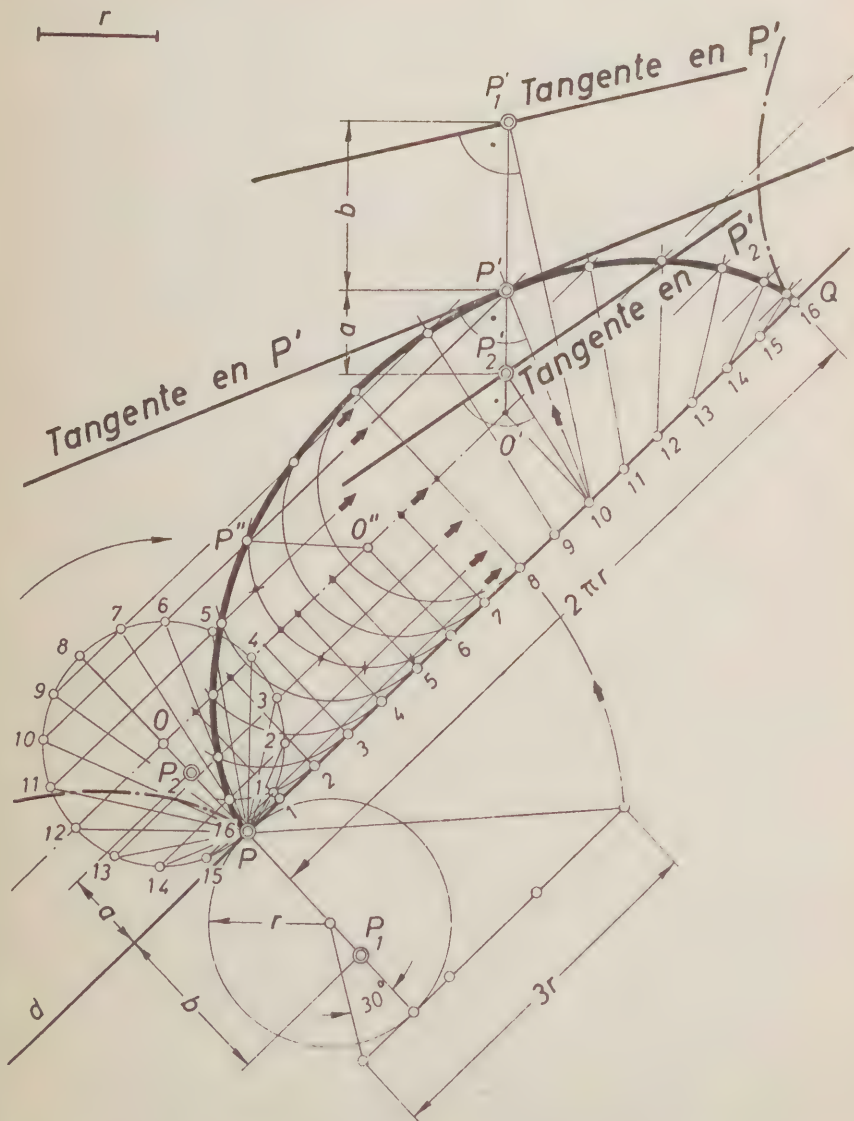 r
Tangente en P'₁
P'₁
b
P'
a
P'₂
Tangente en P'₂
Tangente en P'
O'
Q
16
15
14
13
12
11
10
9
8
7
6
5
4
3
2
1
2πr
P"
O"
7
6
5
4
8
9
3
10
O
2
P₂
11
1
16
12
P
13
14
15
a
r
P₁
b
30°
3r
d